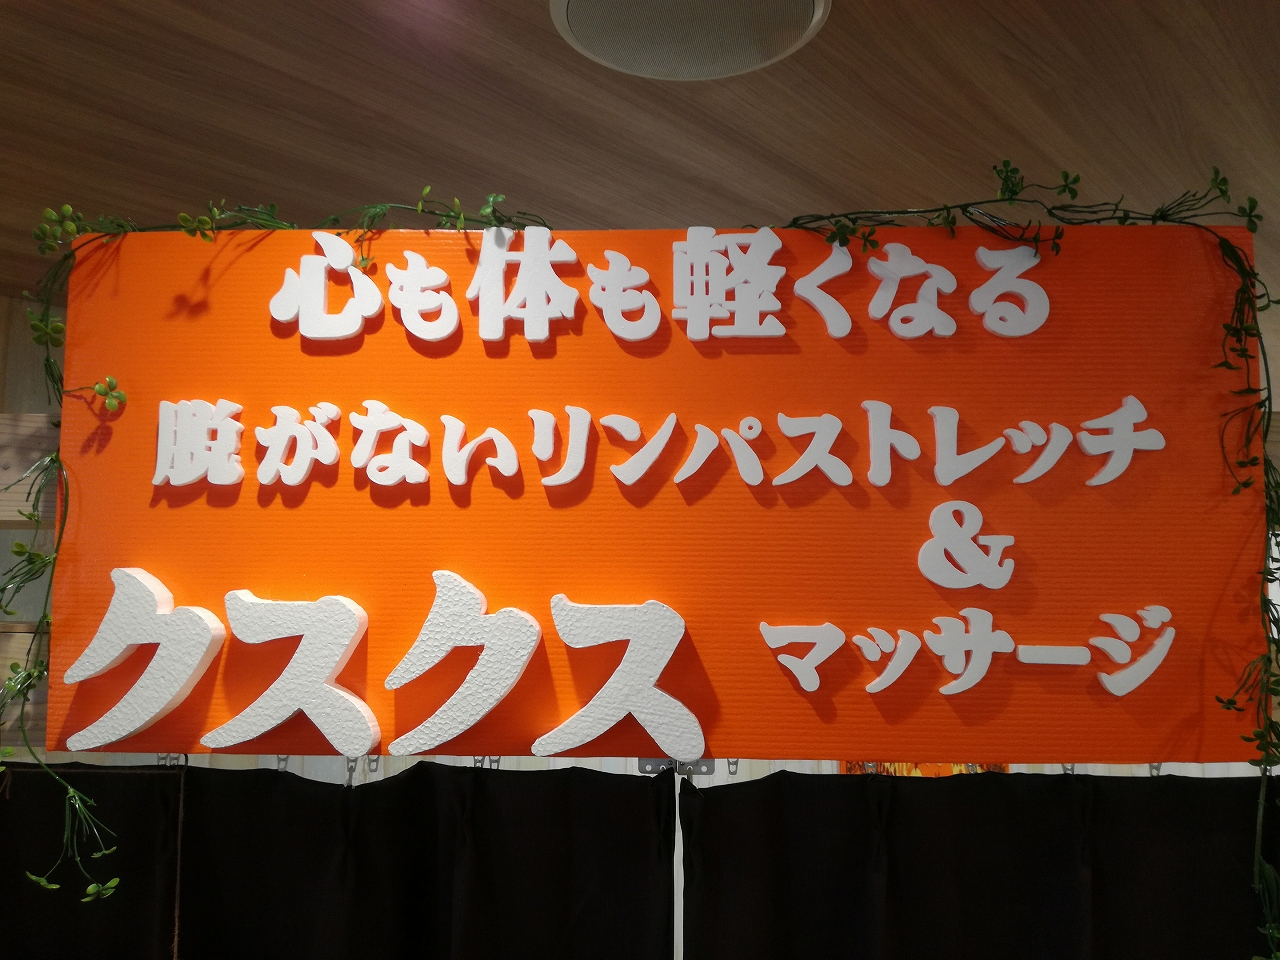 心も体も軽くなる
脱がないリンパストレッチ
&
クスクス マッサージ